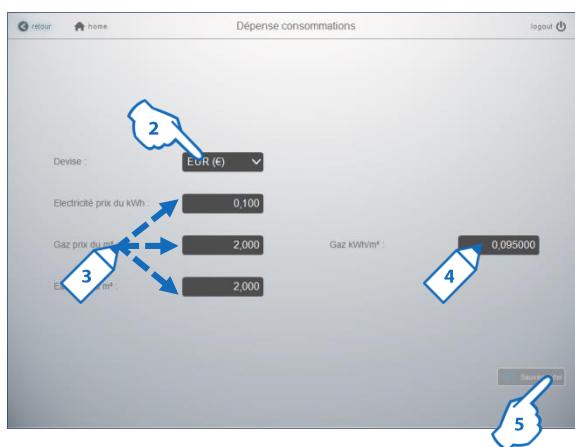 retour home Dépense consommations logout
2
Devise : EUR (€)
Electricité prix du kWh : 0,100
Gaz prix du 2,000 Gaz kWh/m³ : 0,095000
3 4
m³ : 2,000
5